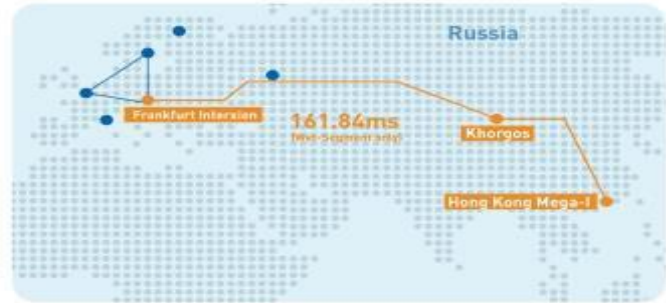 Russia
Frankfurt Interxion
161.84ms
Khorgos
Hong Kong Mega-I